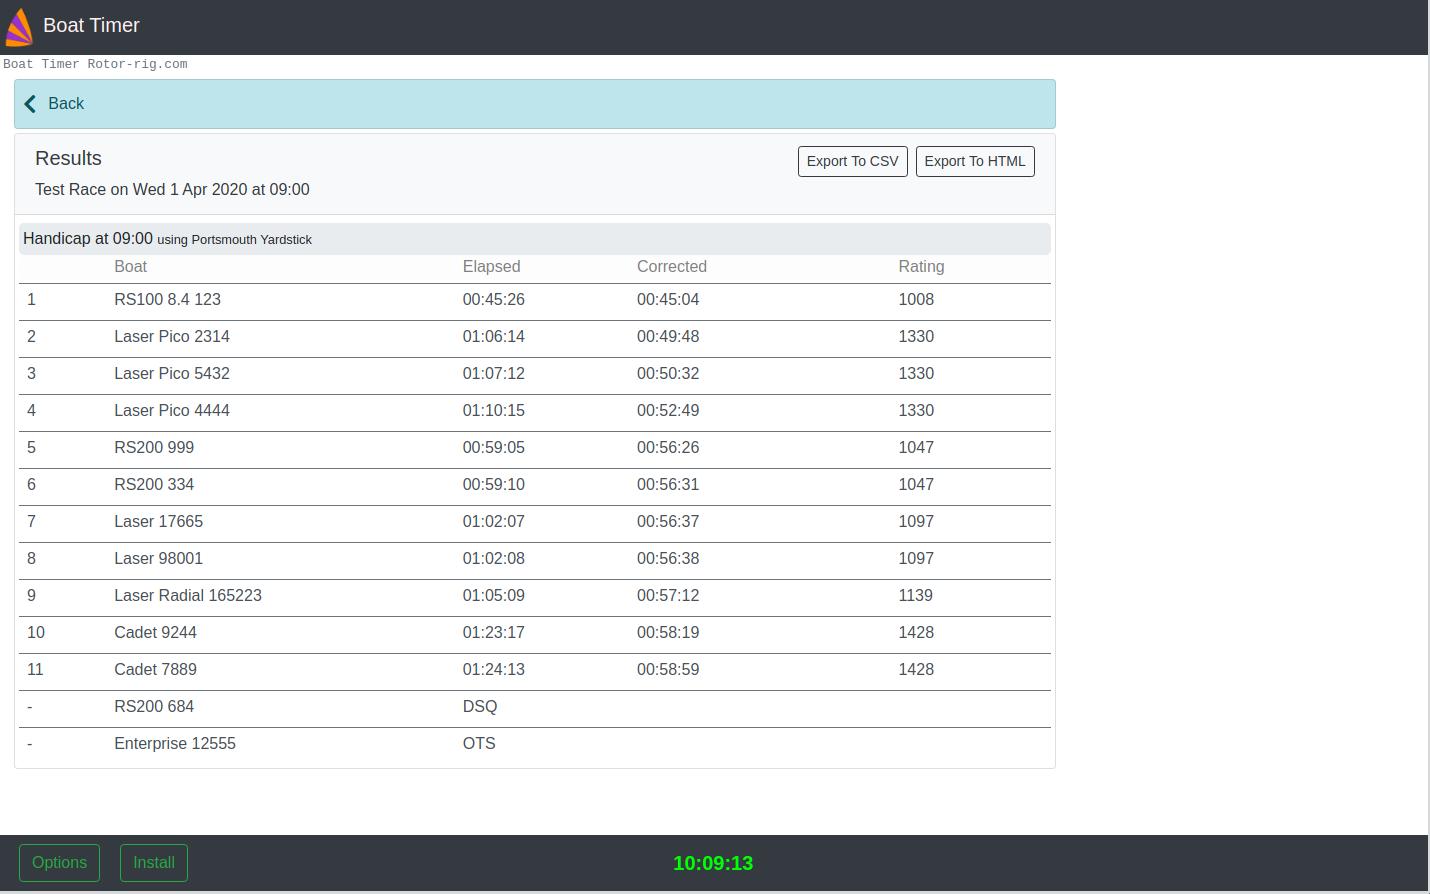 Boat Timer
Boat Timer Rotor-rig.com
Back
Results
Export To CSV Export To HTML
Test Race on Wed 1 Apr 2020 at 09:00
Handicap at 09:00 using Portsmouth Yardstick
Boat Elapsed Corrected Rating
1 RS100 8.4 123 00:45:26 00:45:04 1008
2 Laser Pico 2314 01:06:14 00:49:48 1330
3 Laser Pico 5432 01:07:12 00:50:32 1330
4 Laser Pico 4444 01:10:15 00:52:49 1330
5 RS200 999 00:59:05 00:56:26 1047
6 RS200 334 00:59:10 00:56:31 1047
7 Laser 17665 01:02:07 00:56:37 1097
8 Laser 98001 01:02:08 00:56:38 1097
9 Laser Radial 165223 01:05:09 00:57:12 1139
10 Cadet 9244 01:23:17 00:58:19 1428
11 Cadet 7889 01:24:13 00:58:59 1428
- RS200 684 DSQ
- Enterprise 12555 OTS
Options Install 10:09:13